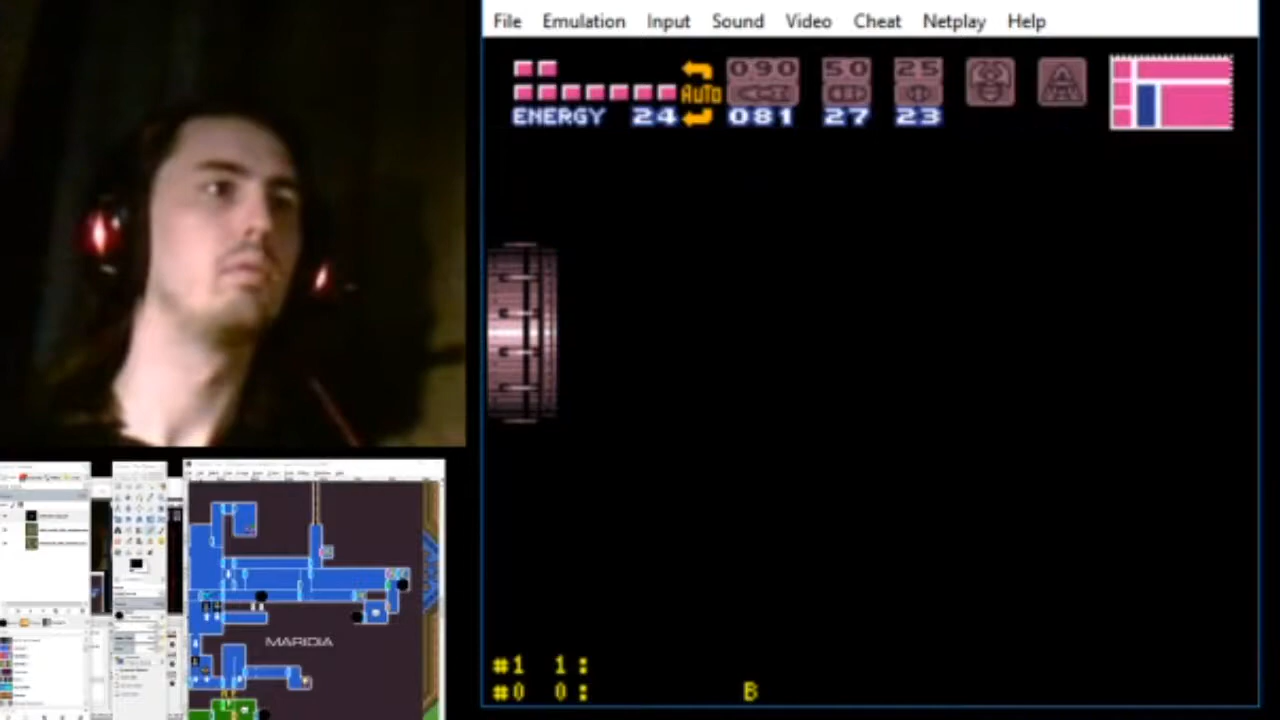 File Emulation Input Sound Video Cheat Netplay Help
090 50 25
AUTO
ENERGY 24 081 27 23
MARIDIA
#1 1:
#0 0: B